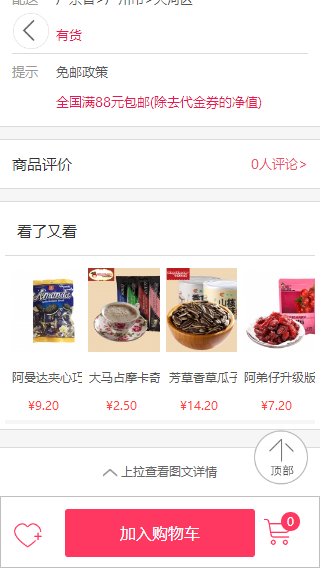 配送 广东省>广州市>天河区
有货
提示 免邮政策
全国满88元包邮(除去代金券的净值)
商品评价 0人评论>
看了又看
阿曼达夹心巧 大马占摩卡奇 芳草香草瓜子 阿弟仔升级版
¥9.20 ¥2.50 ¥14.20 ¥7.20
顶部
上拉查看图文详情
加入购物车 0